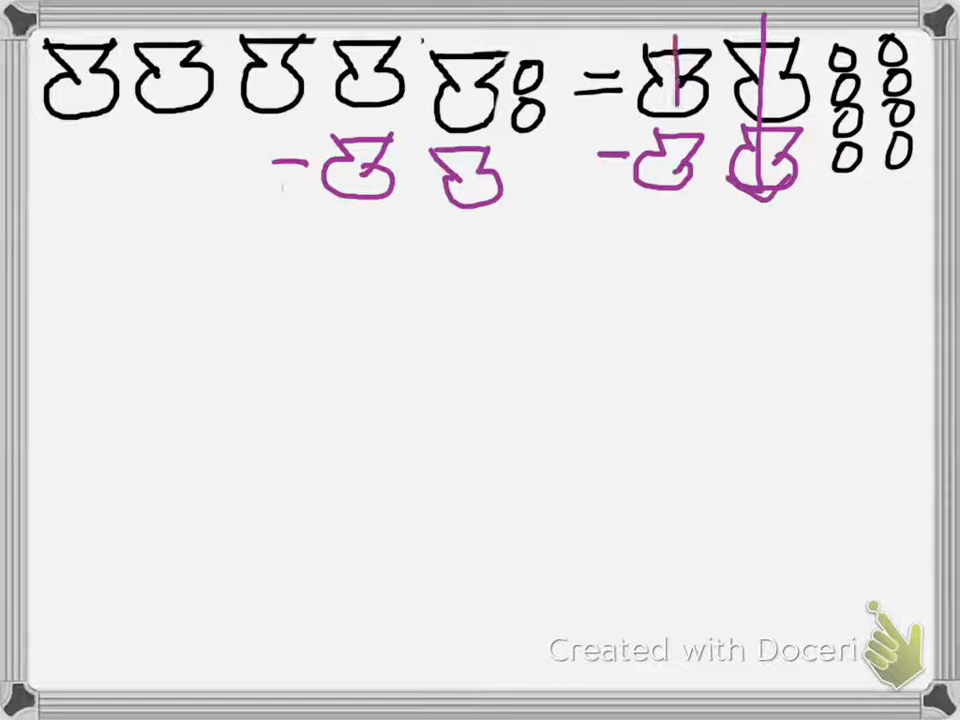 =
- -
Created with Doceri